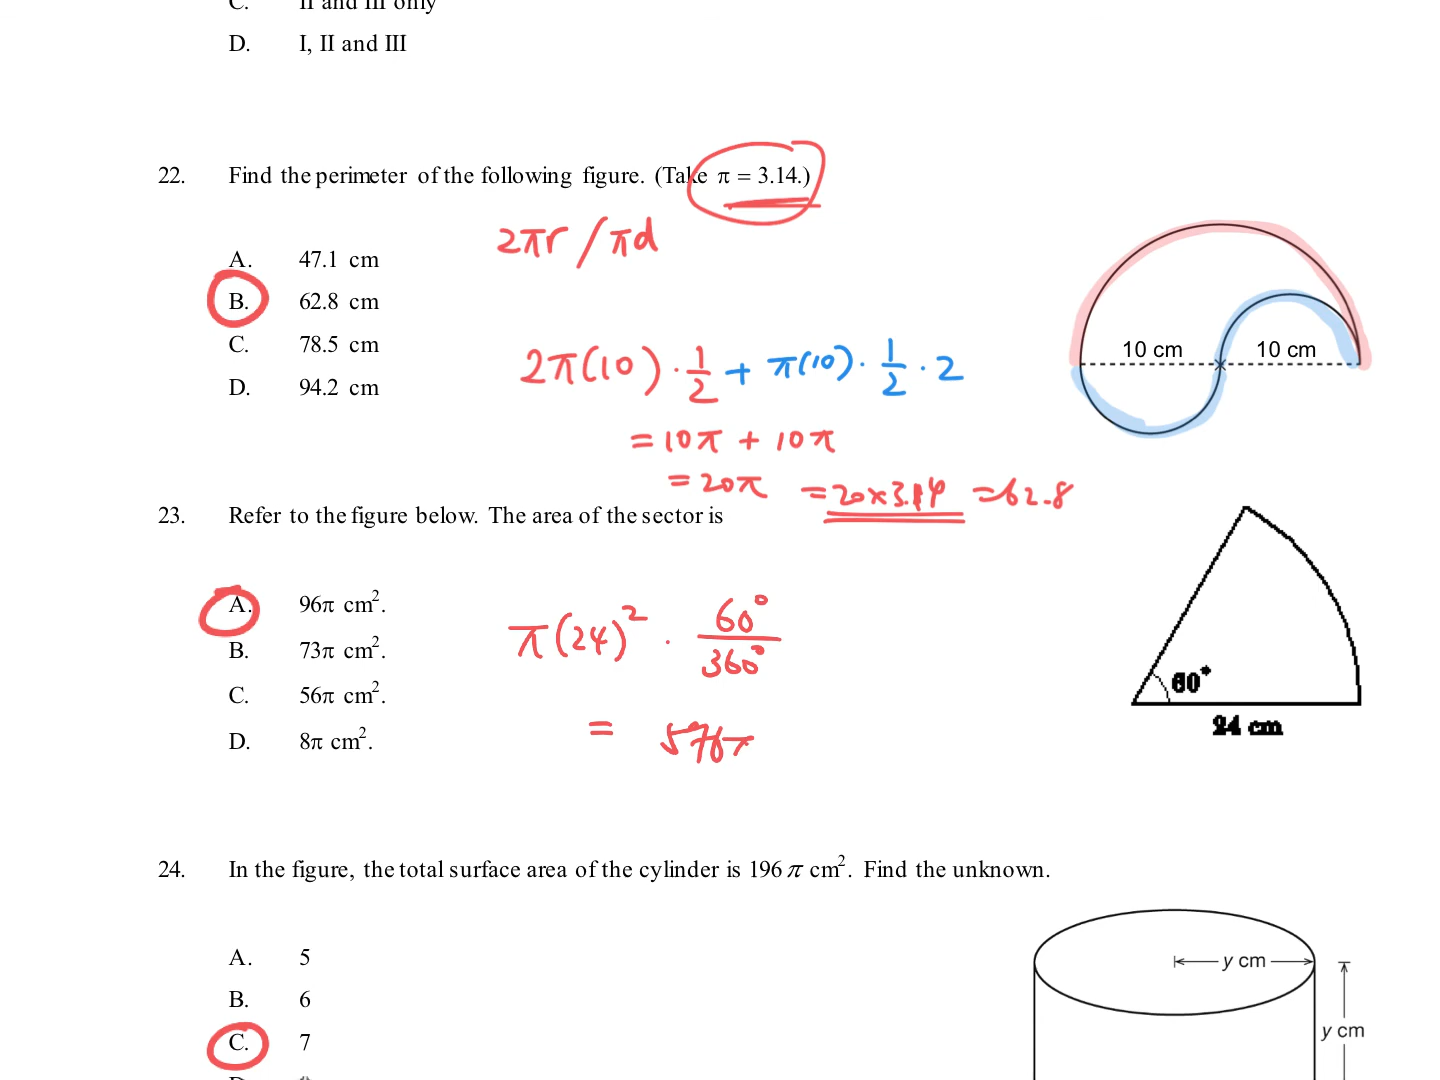 C. II and III only
D. I, II and III
22. Find the perimeter of the following figure. (Take π = 3.14.)
2πr / πd
A. 47.1 cm
B. 62.8 cm
C. 78.5 cm
D. 94.2 cm
2π(10) · 1/2 + π(10) · 1/2 · 2
= 10π + 10π
= 20π = 20×3.14 = 62.8
10 cm 10 cm
23. Refer to the figure below. The area of the sector is
A. 96π cm².
B. 73π cm².
C. 56π cm².
D. 8π cm².
π(24)² · 60°/360°
= 576π
60°
24 cm
24. In the figure, the total surface area of the cylinder is 196π cm². Find the unknown.
A. 5
B. 6
C. 7
y cm
y cm